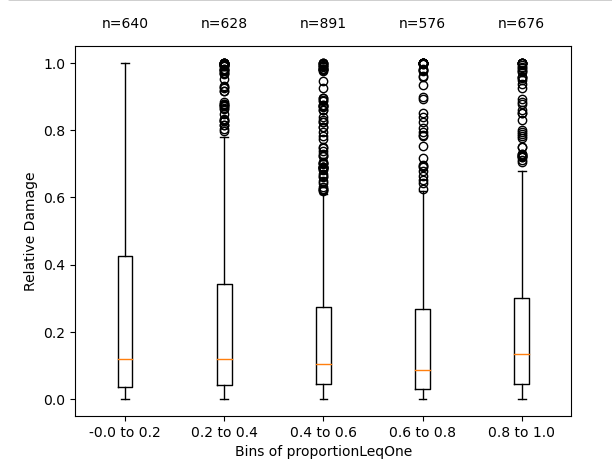 n=640 n=628 n=891 n=576 n=676
1.0
0.8
0.6
0.4
0.2
0.0
Relative Damage
-0.0 to 0.2 0.2 to 0.4 0.4 to 0.6 0.6 to 0.8 0.8 to 1.0
Bins of proportionLeqOne